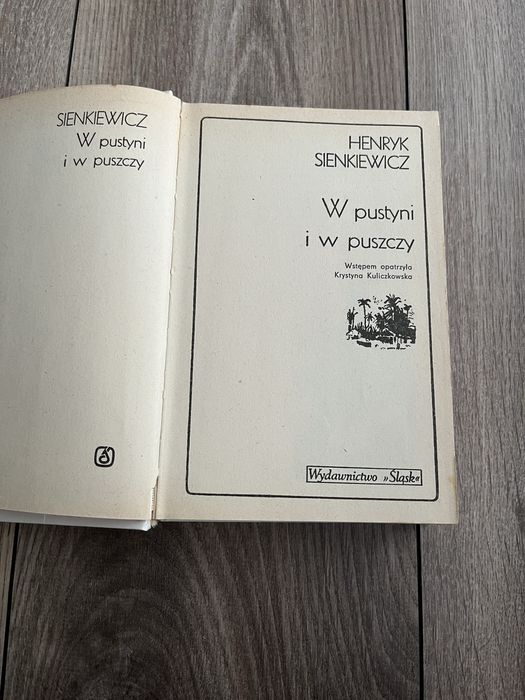 SIENKIEWICZ
W pustyni
i w puszczy
HENRYK
SIENKIEWICZ
W pustyni
i w puszczy
Wstępem opatrzyła
Krystyna Kuliczkowska
Wydawnictwo „Śląsk"